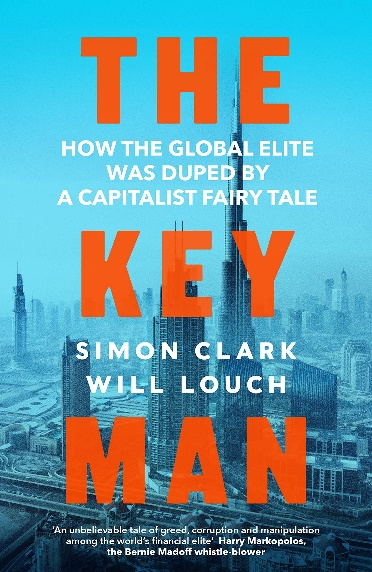 THE
HOW THE GLOBAL ELITE
WAS DUPED BY
A CAPITALIST FAIRY TALE
KEY
SIMON CLARK
WILL LOUCH
MAN
'An unbelievable tale of greed, corruption and manipulation
among the world's financial elite' Harry Markopolos,
the Bernie Madoff whistle-blower